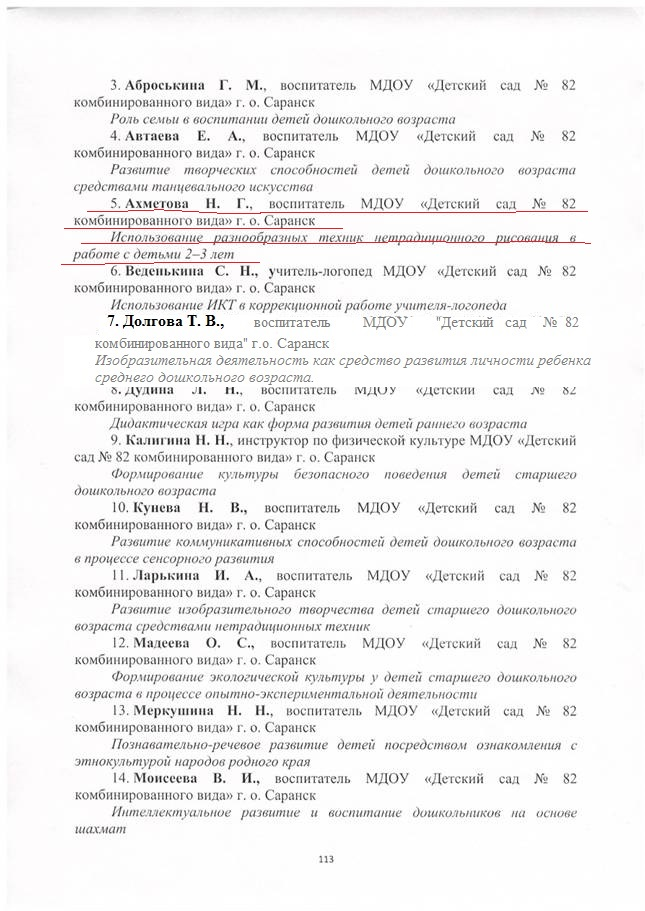 3. Аброськина Г. М., воспитатель МДОУ «Детский сад № 82
комбинированного вида» г. о. Саранск
Роль семьи в воспитании детей дошкольного возраста
4. Автаева Е. А., воспитатель МДОУ «Детский сад № 82
комбинированного вида» г. о. Саранск
Развитие творческих способностей детей дошкольного возраста
средствами танцевального искусства
5. Ахметова Н. Г., воспитатель МДОУ «Детский сад № 82
комбинированного вида» г. о. Саранск
Использование разнообразных техник нетрадиционного рисования в
работе с детьми 2–3 лет
6. Веденькина С. Н., учитель-логопед МДОУ «Детский сад № 82
комбинированного вида» г. о. Саранск
Использование ИКТ в коррекционной работе учителя-логопеда
7. Долгова Т. В., воспитатель МДОУ "Детский сад № 82
комбинированного вида" г.о. Саранск
Изобразительная деятельность как средство развития личности ребенка
среднего дошкольного возраста.
8. Дудина Л. Н., воспитатель МДОУ «Детский сад № 82
комбинированного вида» г. о. Саранск
Дидактическая игра как форма развития детей раннего возраста
9. Калигина Н. Н., инструктор по физической культуре МДОУ «Детский
сад № 82 комбинированного вида» г. о. Саранск
Формирование культуры безопасного поведения детей старшего
дошкольного возраста
10. Кунева Н. В., воспитатель МДОУ «Детский сад № 82
комбинированного вида» г. о. Саранск
Развитие коммуникативных способностей детей дошкольного возраста
в процессе сенсорного развития
11. Ларькина И. А., воспитатель МДОУ «Детский сад № 82
комбинированного вида» г. о. Саранск
Развитие изобразительного творчества детей старшего дошкольного
возраста средствами нетрадиционных техник
12. Мадеева О. С., воспитатель МДОУ «Детский сад № 82
комбинированного вида» г. о. Саранск
Формирование экологической культуры у детей старшего дошкольного
возраста в процессе опытно-экспериментальной деятельности
13. Меркушина Н. Н., воспитатель МДОУ «Детский сад № 82
комбинированного вида» г. о. Саранск
Познавательно-речевое развитие детей посредством ознакомления с
этнокультурой народов родного края
14. Моисеева В. И., воспитатель МДОУ «Детский сад № 82
комбинированного вида» г. о. Саранск
Интеллектуальное развитие и воспитание дошкольников на основе
шахмат
113